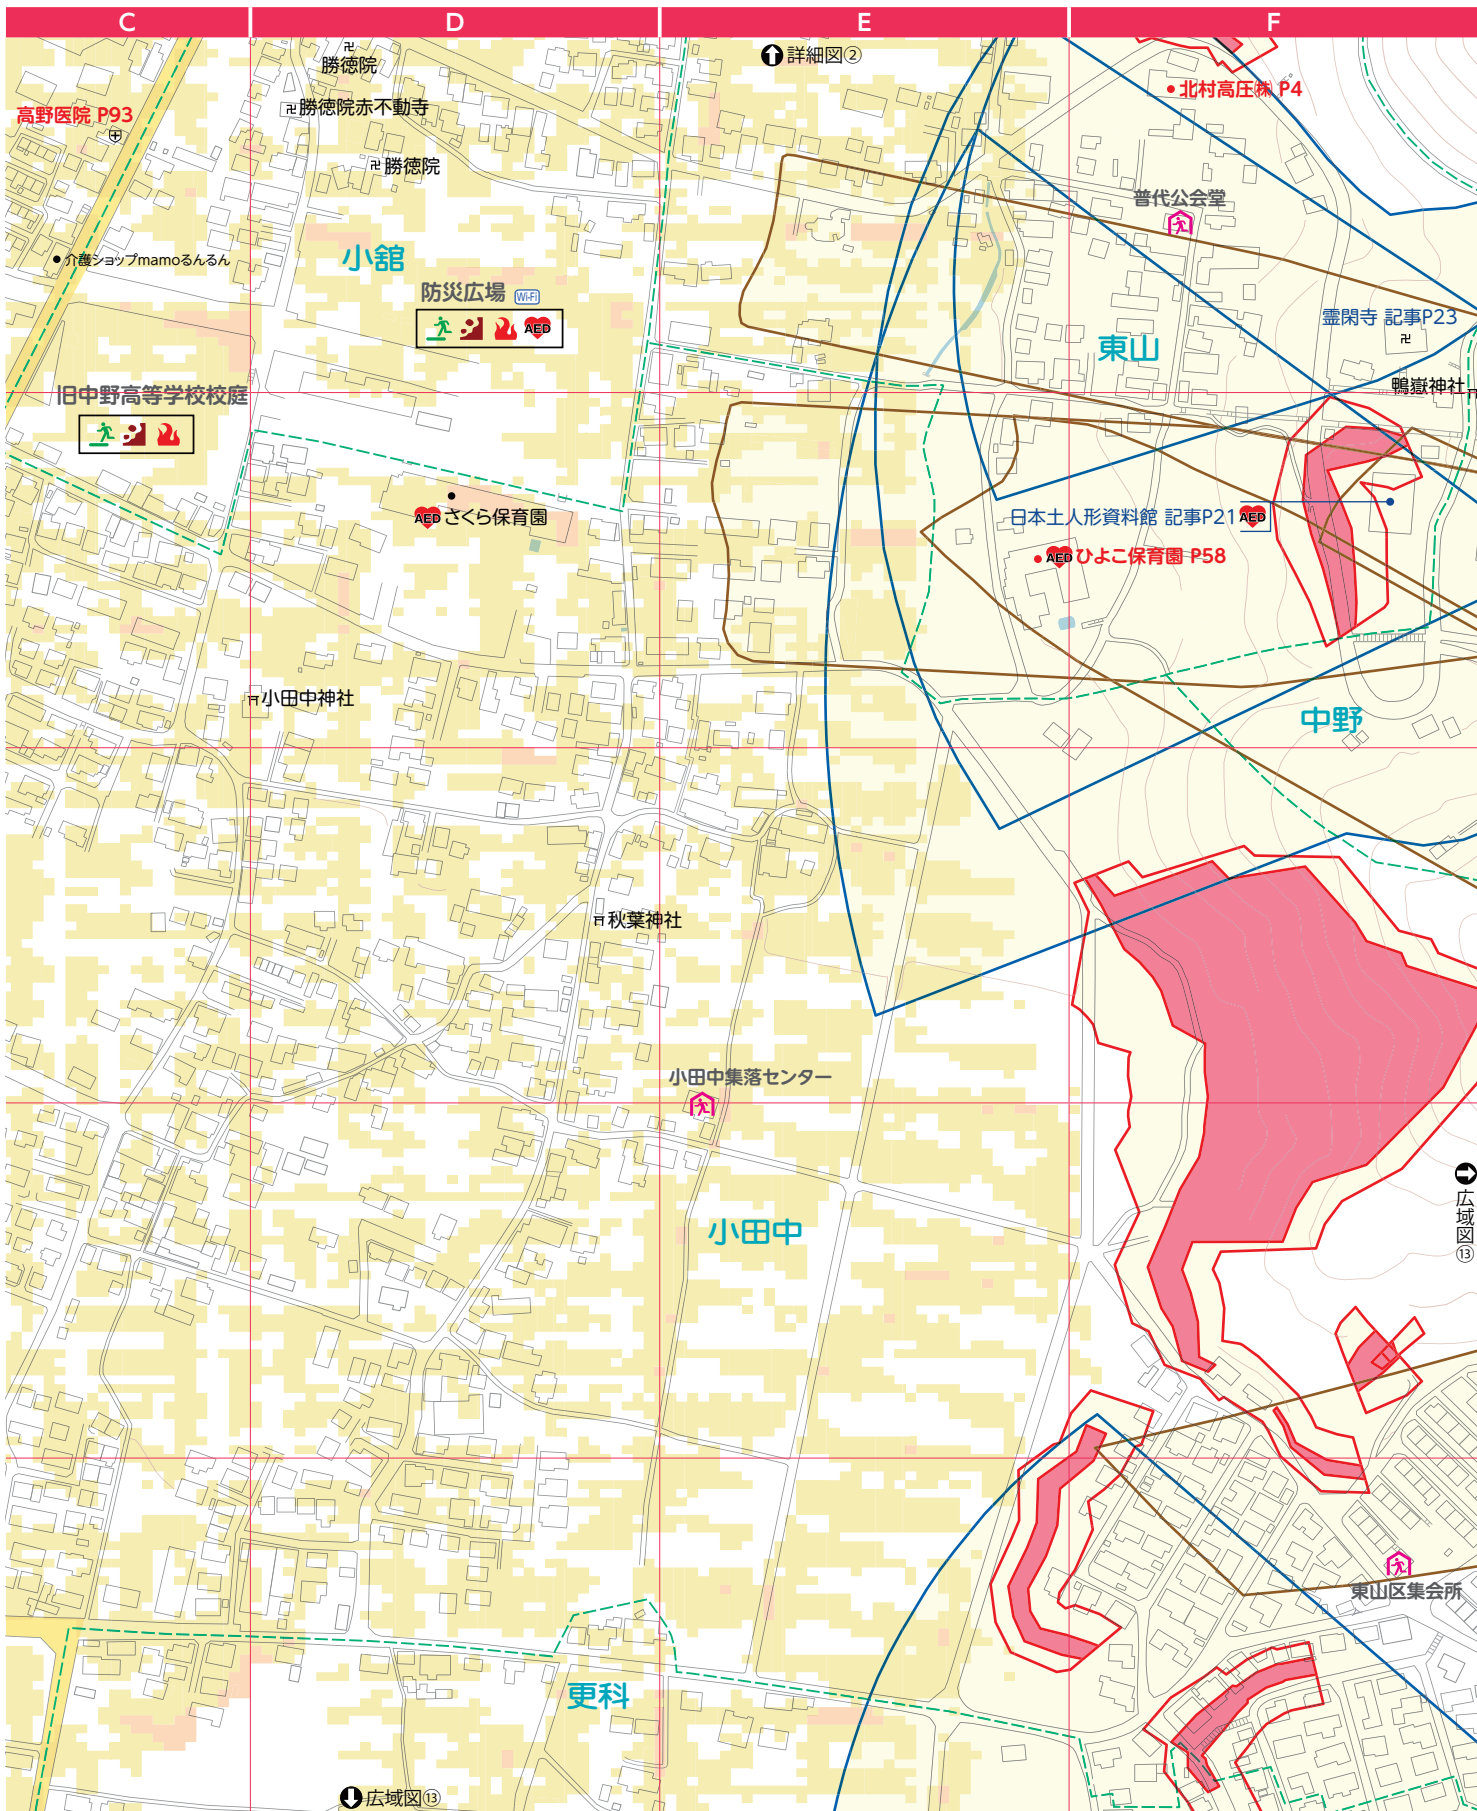 C D E F
詳細図②
勝徳院
勝徳院赤不動寺
北村高圧㈱ P4
高野医院 P93
勝徳院
普代公会堂
介護ショップmamoるんるん
小舘
防災広場 Wi-Fi
AED
霊閑寺 記事P23
東山
鴨嶽神社
旧中野高等学校校庭
AED さくら保育園
日本土人形資料館 記事P21 AED
AED ひよこ保育園 P58
小田中神社
中野
秋葉神社
小田中集落センター
広域図⑬
小田中
東山区集会所
更科
広域図⑬